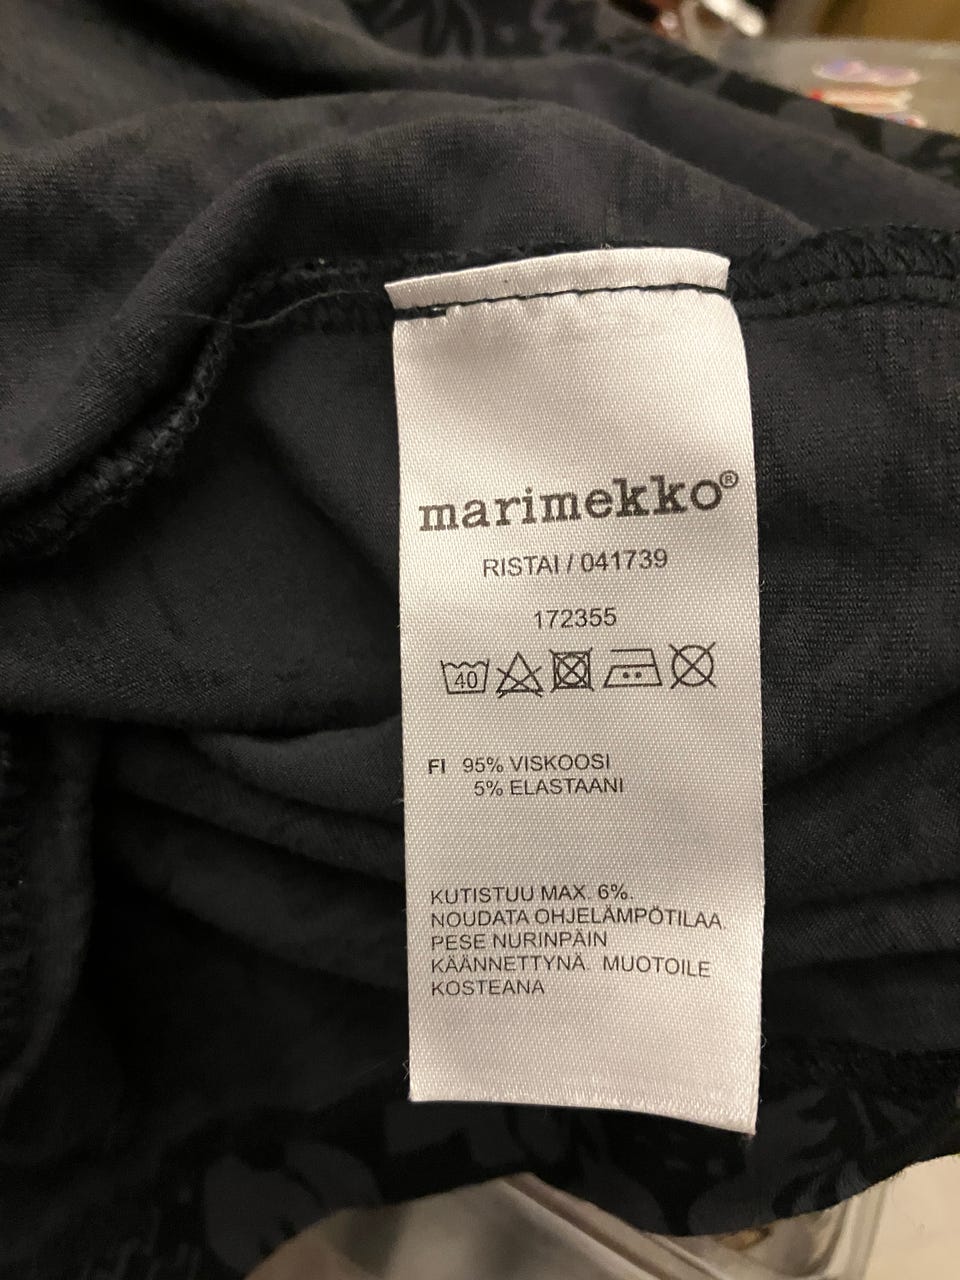 marimekko®
RISTAI / 041739
172355
40
FI 95% VISKOOSI
5% ELASTAANI
KUTISTUU MAX. 6%.
NOUDATA OHJELÄMPÖTILAA.
PESE NURINPÄIN
KÄÄNNETTYNÄ. MUOTOILE
KOSTEANA